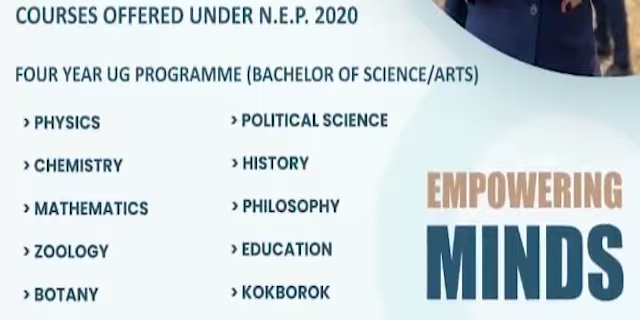 COURSES OFFERED UNDER N.E.P. 2020
FOUR YEAR UG PROGRAMME (BACHELOR OF SCIENCE/ARTS)
› PHYSICS
› CHEMISTRY
› MATHEMATICS
› ZOOLOGY
› BOTANY
› POLITICAL SCIENCE
› HISTORY
› PHILOSOPHY
› EDUCATION
› KOKBOROK
EMPOWERING
MINDS